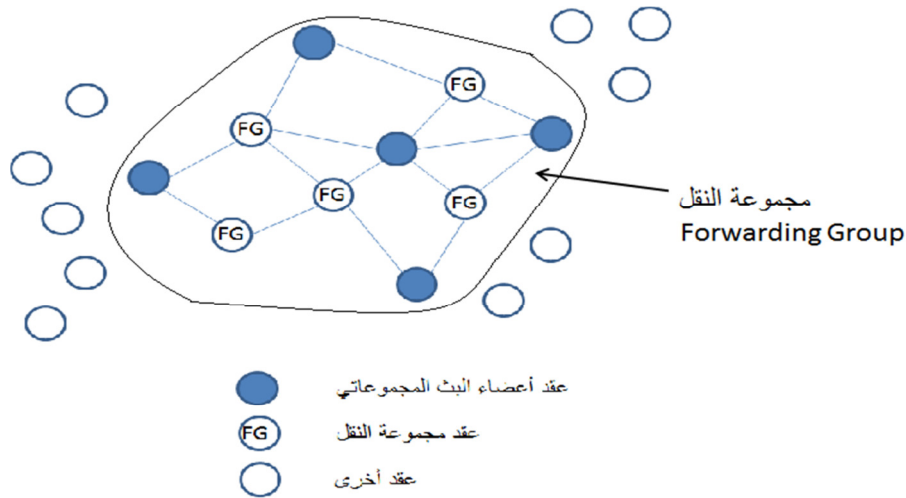 FG
FG
FG
FG
FG
مجموعة النقل
Forwarding Group
عقد أعضاء البث المجموعاتي
FG
عقد مجموعة النقل
عقد أخرى